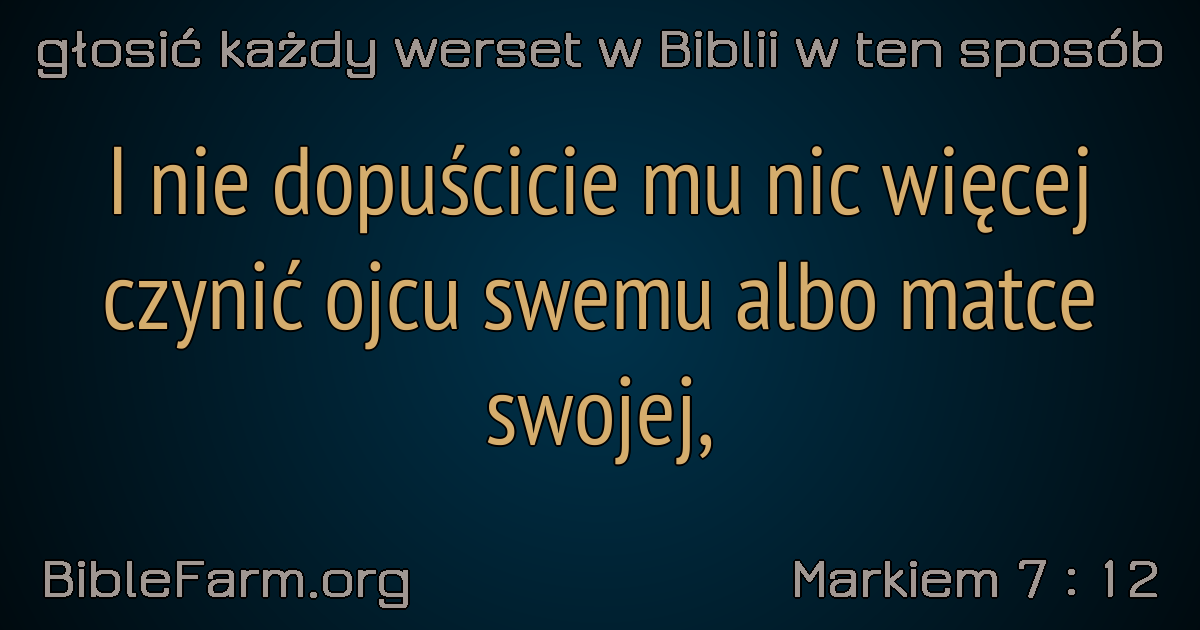 głosić każdy werset w Biblii w ten sposób
I nie dopuścicie mu nic więcej
czynić ojcu swemu albo matce
swojej,
BibleFarm.org
Markiem 7 : 12